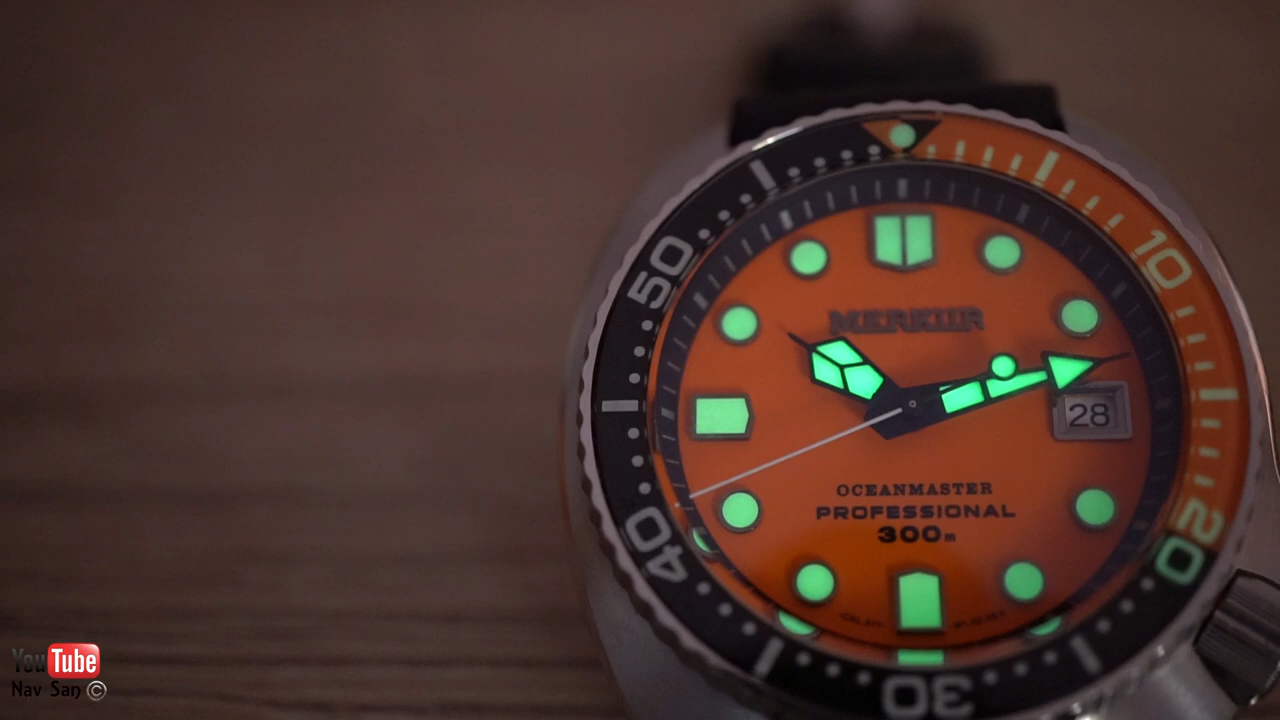 50
10
MERKUR
28
OCEANMASTER
PROFESSIONAL
300m
40
20
30
YouTube
Nav San ©